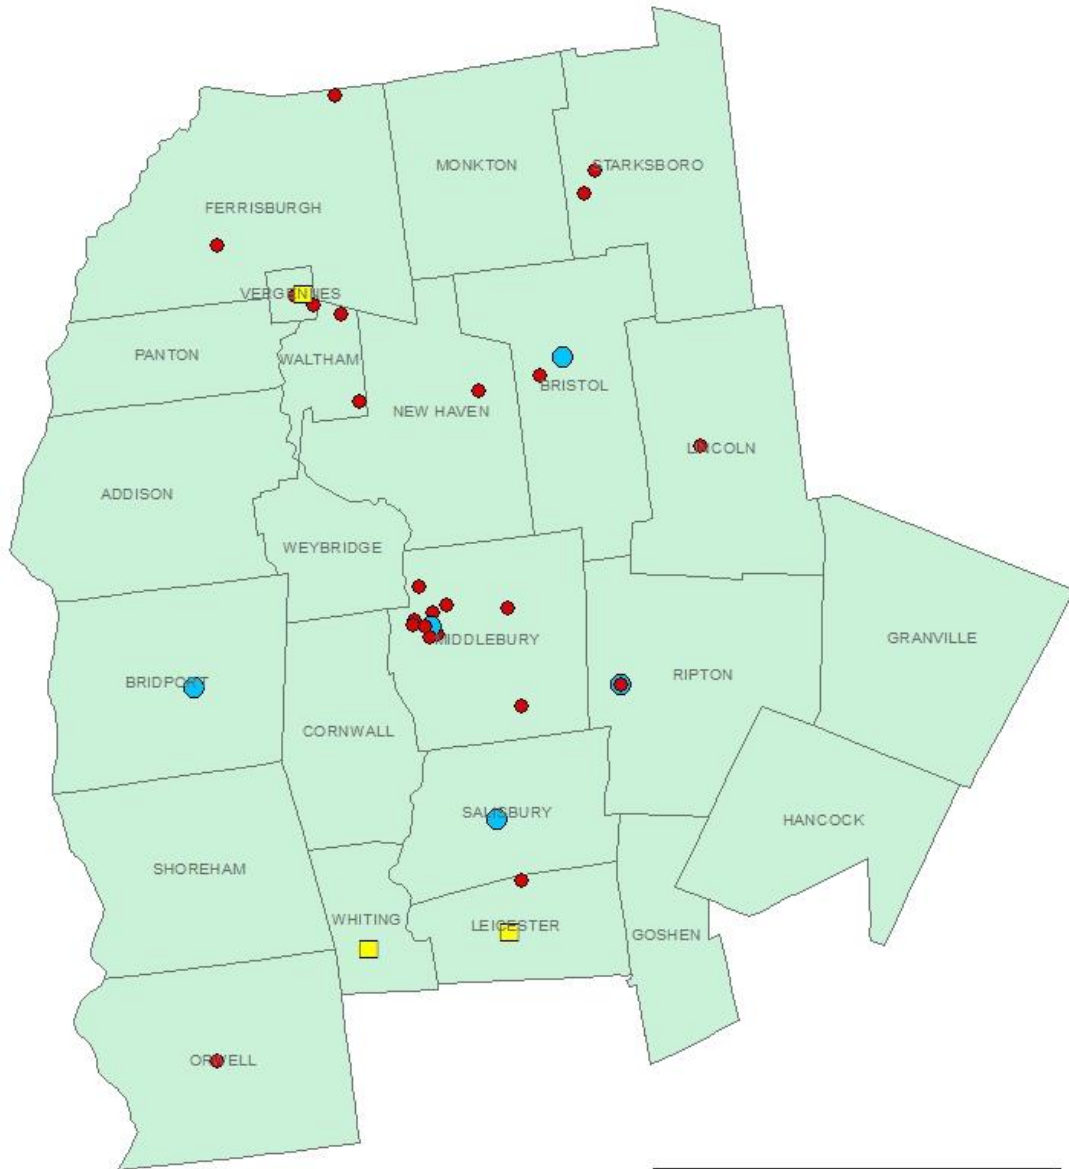 MONKTON
STARKSBORO
FERRISBURGH
VERGENNES
PANTON
WALTHAM
BRISTOL
NEW HAVEN
LINCOLN
ADDISON
WEYBRIDGE
GRANVILLE
MIDDLEBURY
RIPTON
BRIDPORT
CORNWALL
SALISBURY
HANCOCK
SHOREHAM
WHITING
LEICESTER
GOSHEN
ORWELL